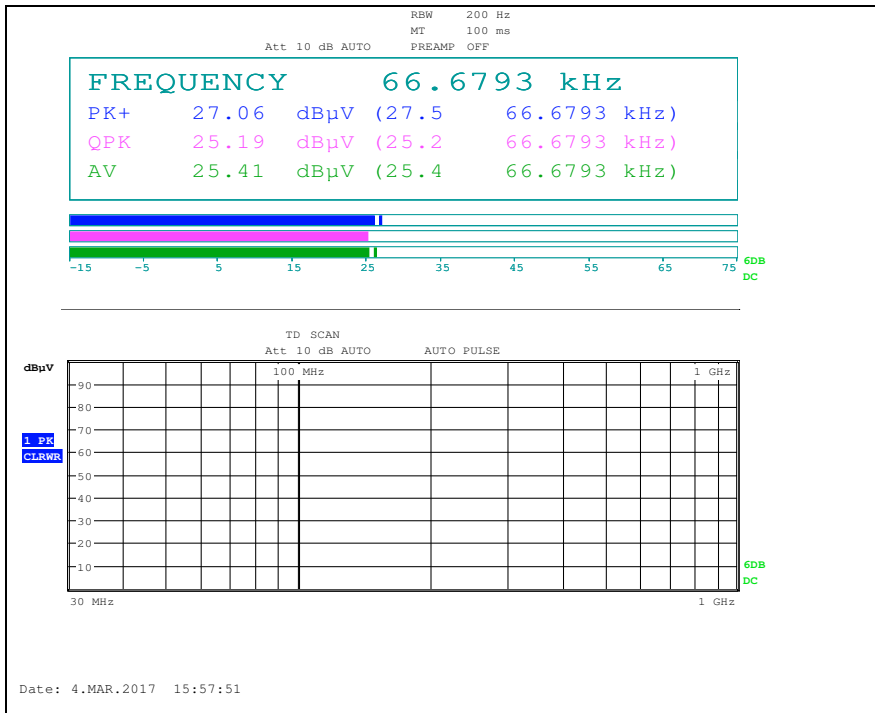 RBW 200 Hz
MT 100 ms
Att 10 dB AUTO PREAMP OFF
FREQUENCY 66.6793 kHz
PK+ 27.06 dBµV (27.5 66.6793 kHz)
QPK 25.19 dBµV (25.2 66.6793 kHz)
AV 25.41 dBµV (25.4 66.6793 kHz)
-15 -5 5 15 25 35 45 55 65 75
6DB
DC
TD SCAN
Att 10 dB AUTO AUTO PULSE
dBµV
100 MHz 1 GHz
90
80
70
1 PK
CLRWR
60
50
40
30
20
10
6DB
DC
30 MHz 1 GHz
Date: 4.MAR.2017 15:57:51